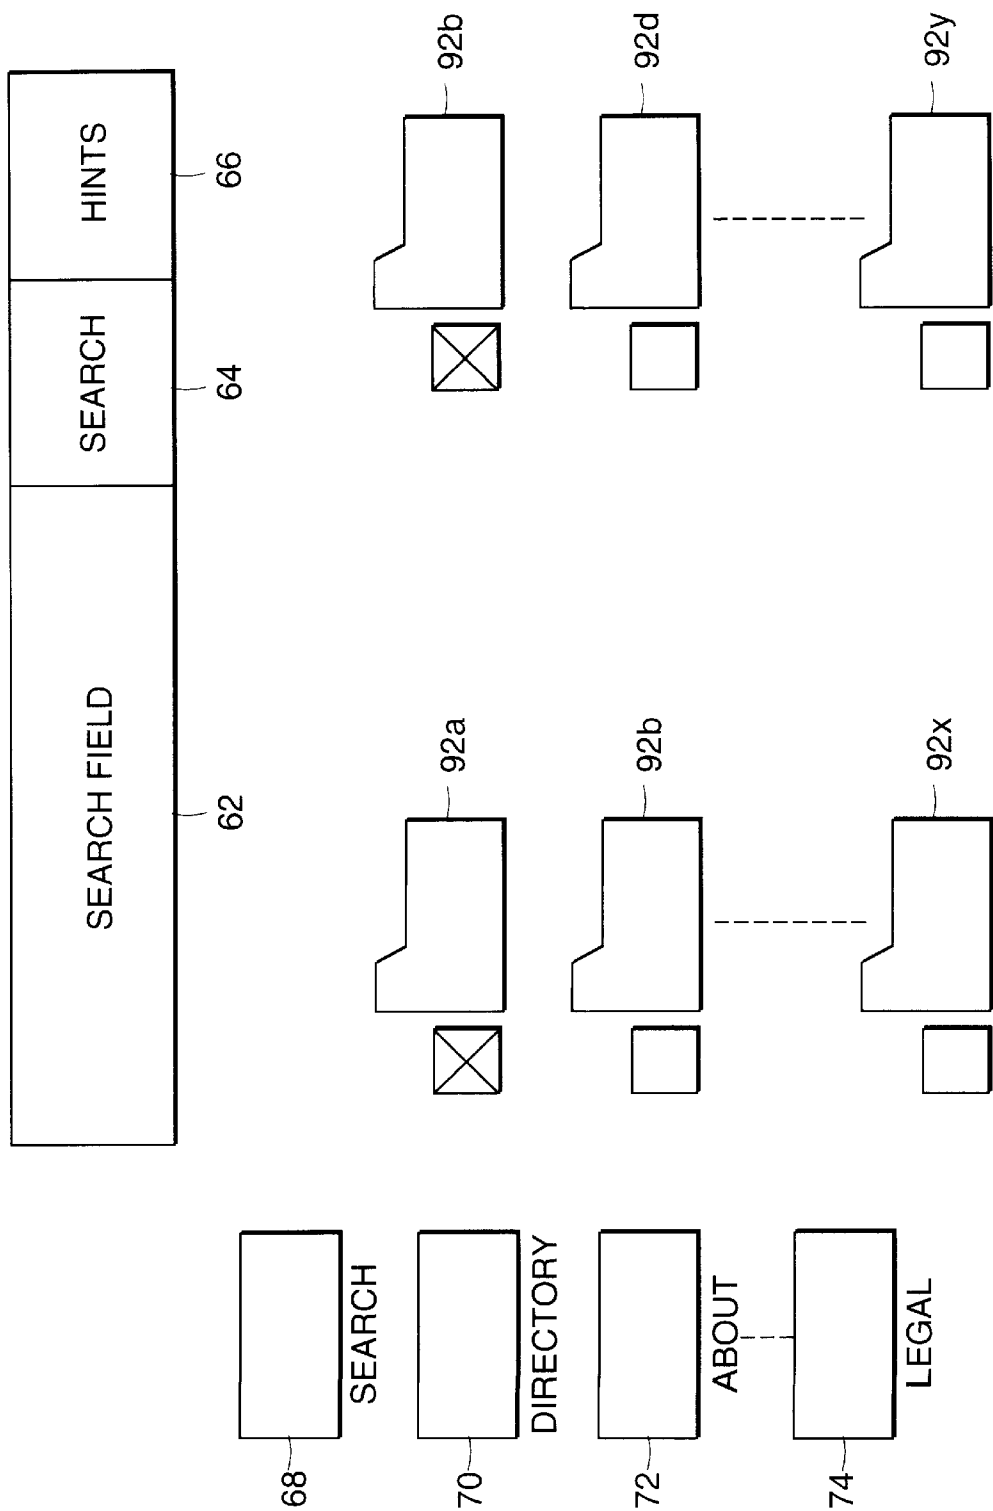 SEARCH FIELD
SEARCH
HINTS
62
64
66
68
SEARCH
70
DIRECTORY
72
ABOUT
74
LEGAL
92a
92b
92b
92d
92x
92y